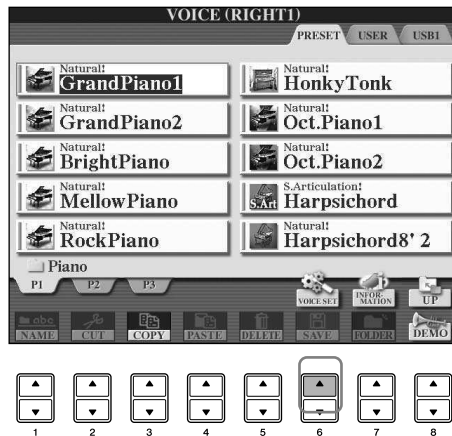 VOICE (RIGHT1)
PRESET USER USB1
Natural!
GrandPiano1
Natural!
HonkyTonk
Natural!
GrandPiano2
Natural!
Oct.Piano1
Natural!
BrightPiano
Natural!
Oct.Piano2
Natural!
MellowPiano
S.Art
S.Articulation!
Harpsichord
Natural!
RockPiano
Natural!
Harpsichord8' 2
Piano
P1 P2 P3
VOICE SET
INFOR-
MATION
UP
abc
NAME CUT COPY PASTE DELETE SAVE FOLDER DEMO
1 2 3 4 5 6 7 8